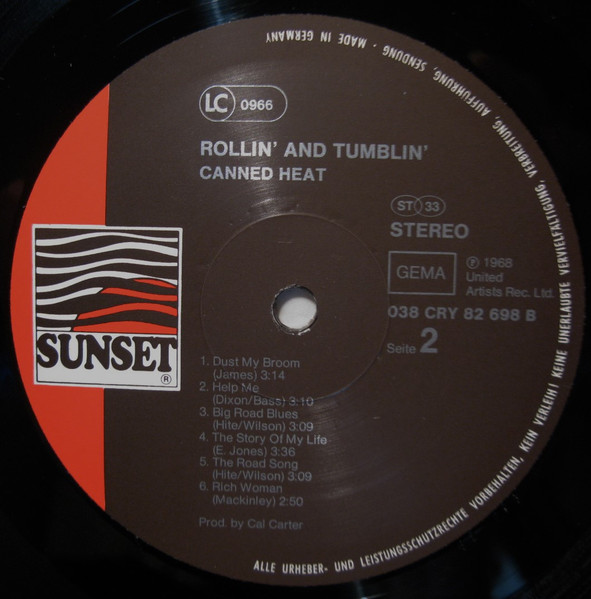 LC 0966
ROLLIN' AND TUMBLIN'
CANNED HEAT
ST 33
STEREO
GEMA
℗ 1968
United
Artists Rec. Ltd.
038 CRY 82 698 B
Seite 2
SUNSET
®
1. Dust My Broom
(James) 3:14
2. Help Me
(Dixon/Bass) 3:10
3. Big Road Blues
(Hite/Wilson) 3:09
4. The Story Of My Life
(E. Jones) 3:36
5. The Road Song
(Hite/Wilson) 3:09
6. Rich Woman
(Mackinley) 2:50
Prod. by Cal Carter
ALLE URHEBER- UND LEISTUNGSSCHUTZRECHTE VORBEHALTEN, KEIN VERLEIH! KEINE UNERLAUBTE VERVIELFÄLTIGUNG, VERBREITUNG, AUFFÜHRUNG, SENDUNG · MADE IN GERMANY